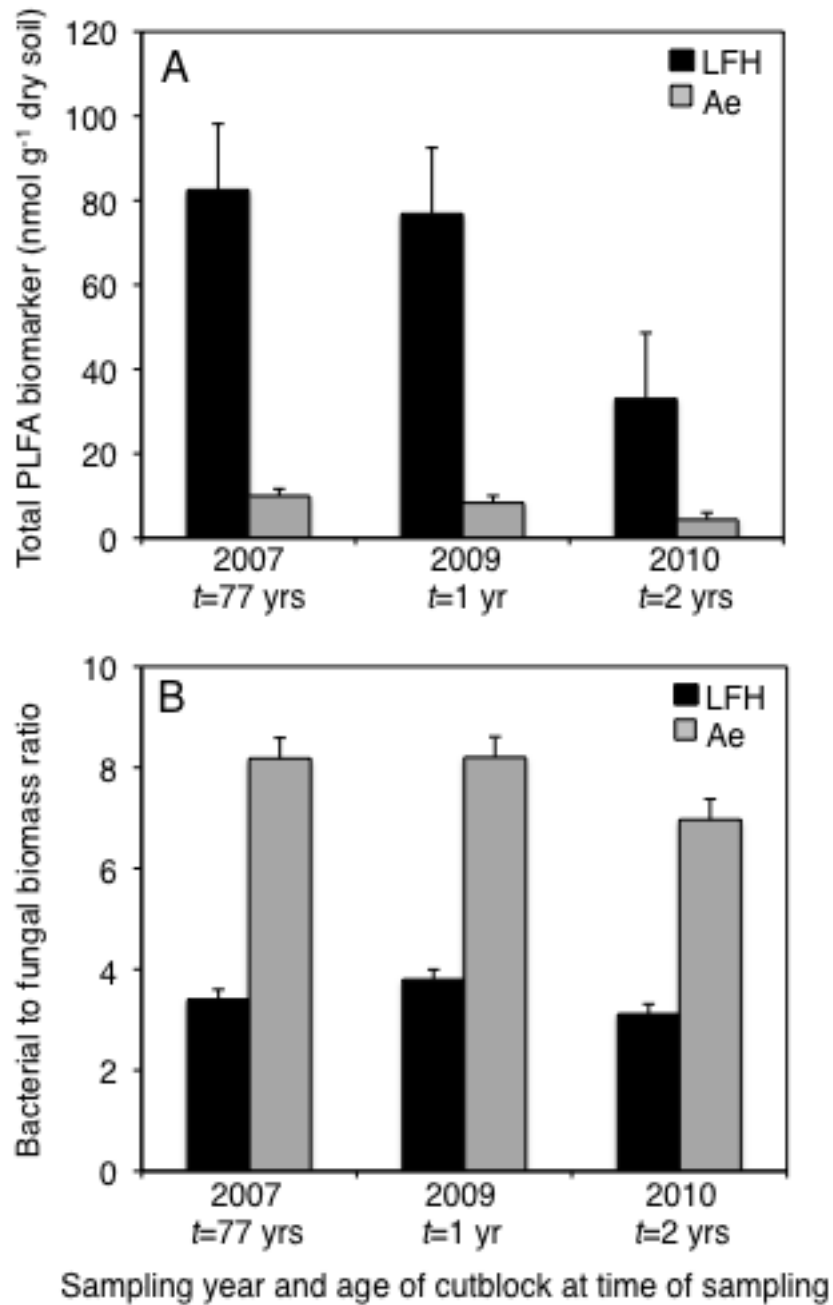 Total PLFA biomarker (nmol g⁻¹ dry soil)
120
100
80
60
40
20
0
A
LFH
Ae
2007
2009
2010
t=77 yrs
t=1 yr
t=2 yrs
Bacterial to fungal biomass ratio
10
8
6
4
2
0
B
LFH
Ae
2007
2009
2010
t=77 yrs
t=1 yr
t=2 yrs
Sampling year and age of cutblock at time of sampling